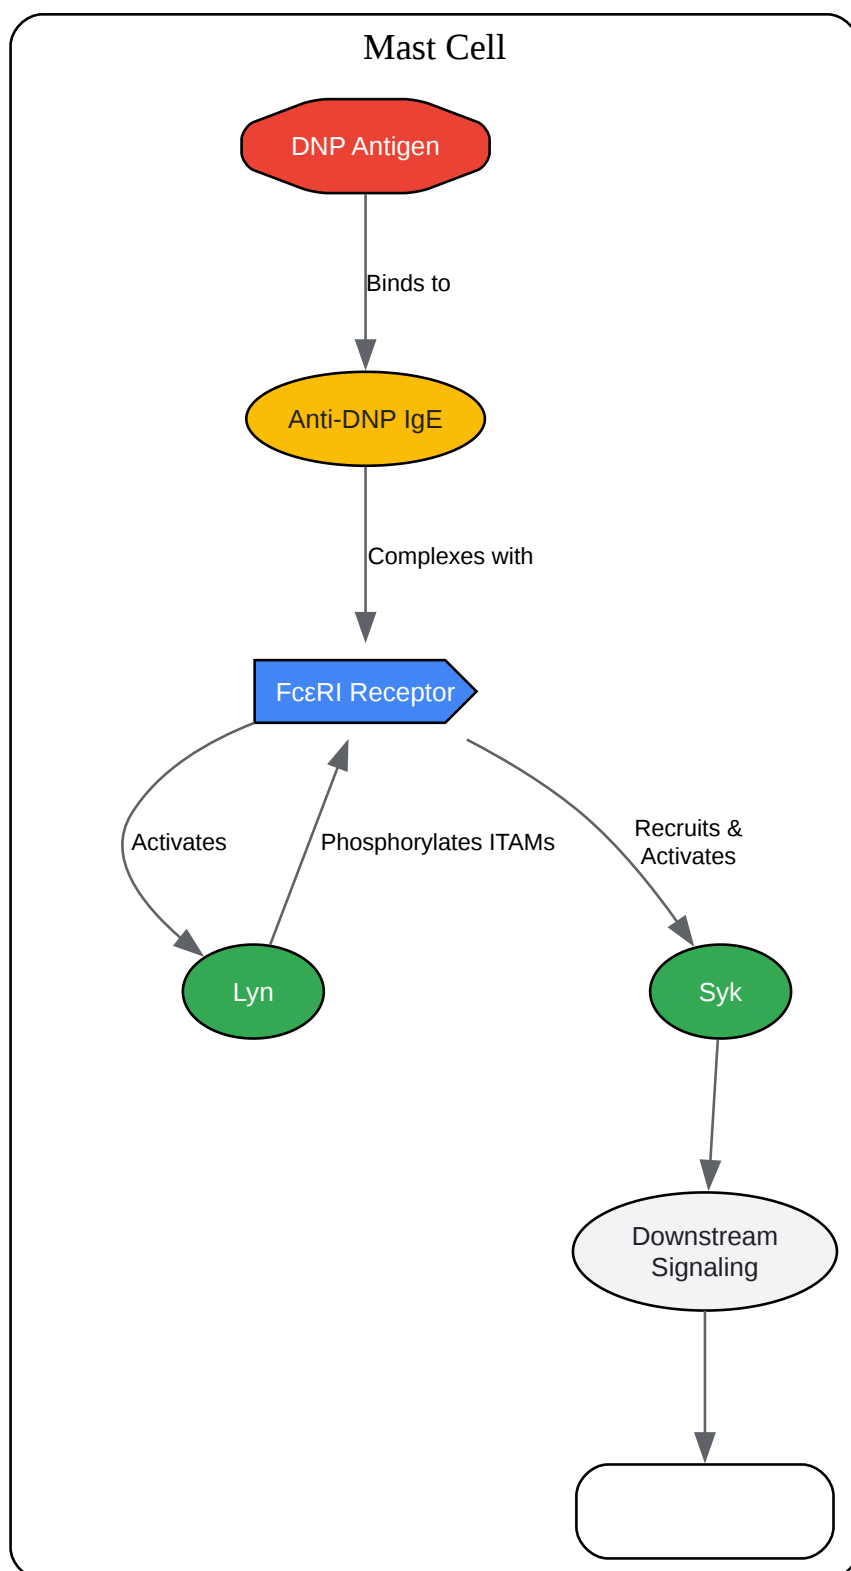 Mast Cell
DNP Antigen
Binds to
Anti-DNP IgE
Complexes with
FcεRI Receptor
Activates
Phosphorylates ITAMs
Recruits &
Activates
Lyn
Syk
Downstream
Signaling